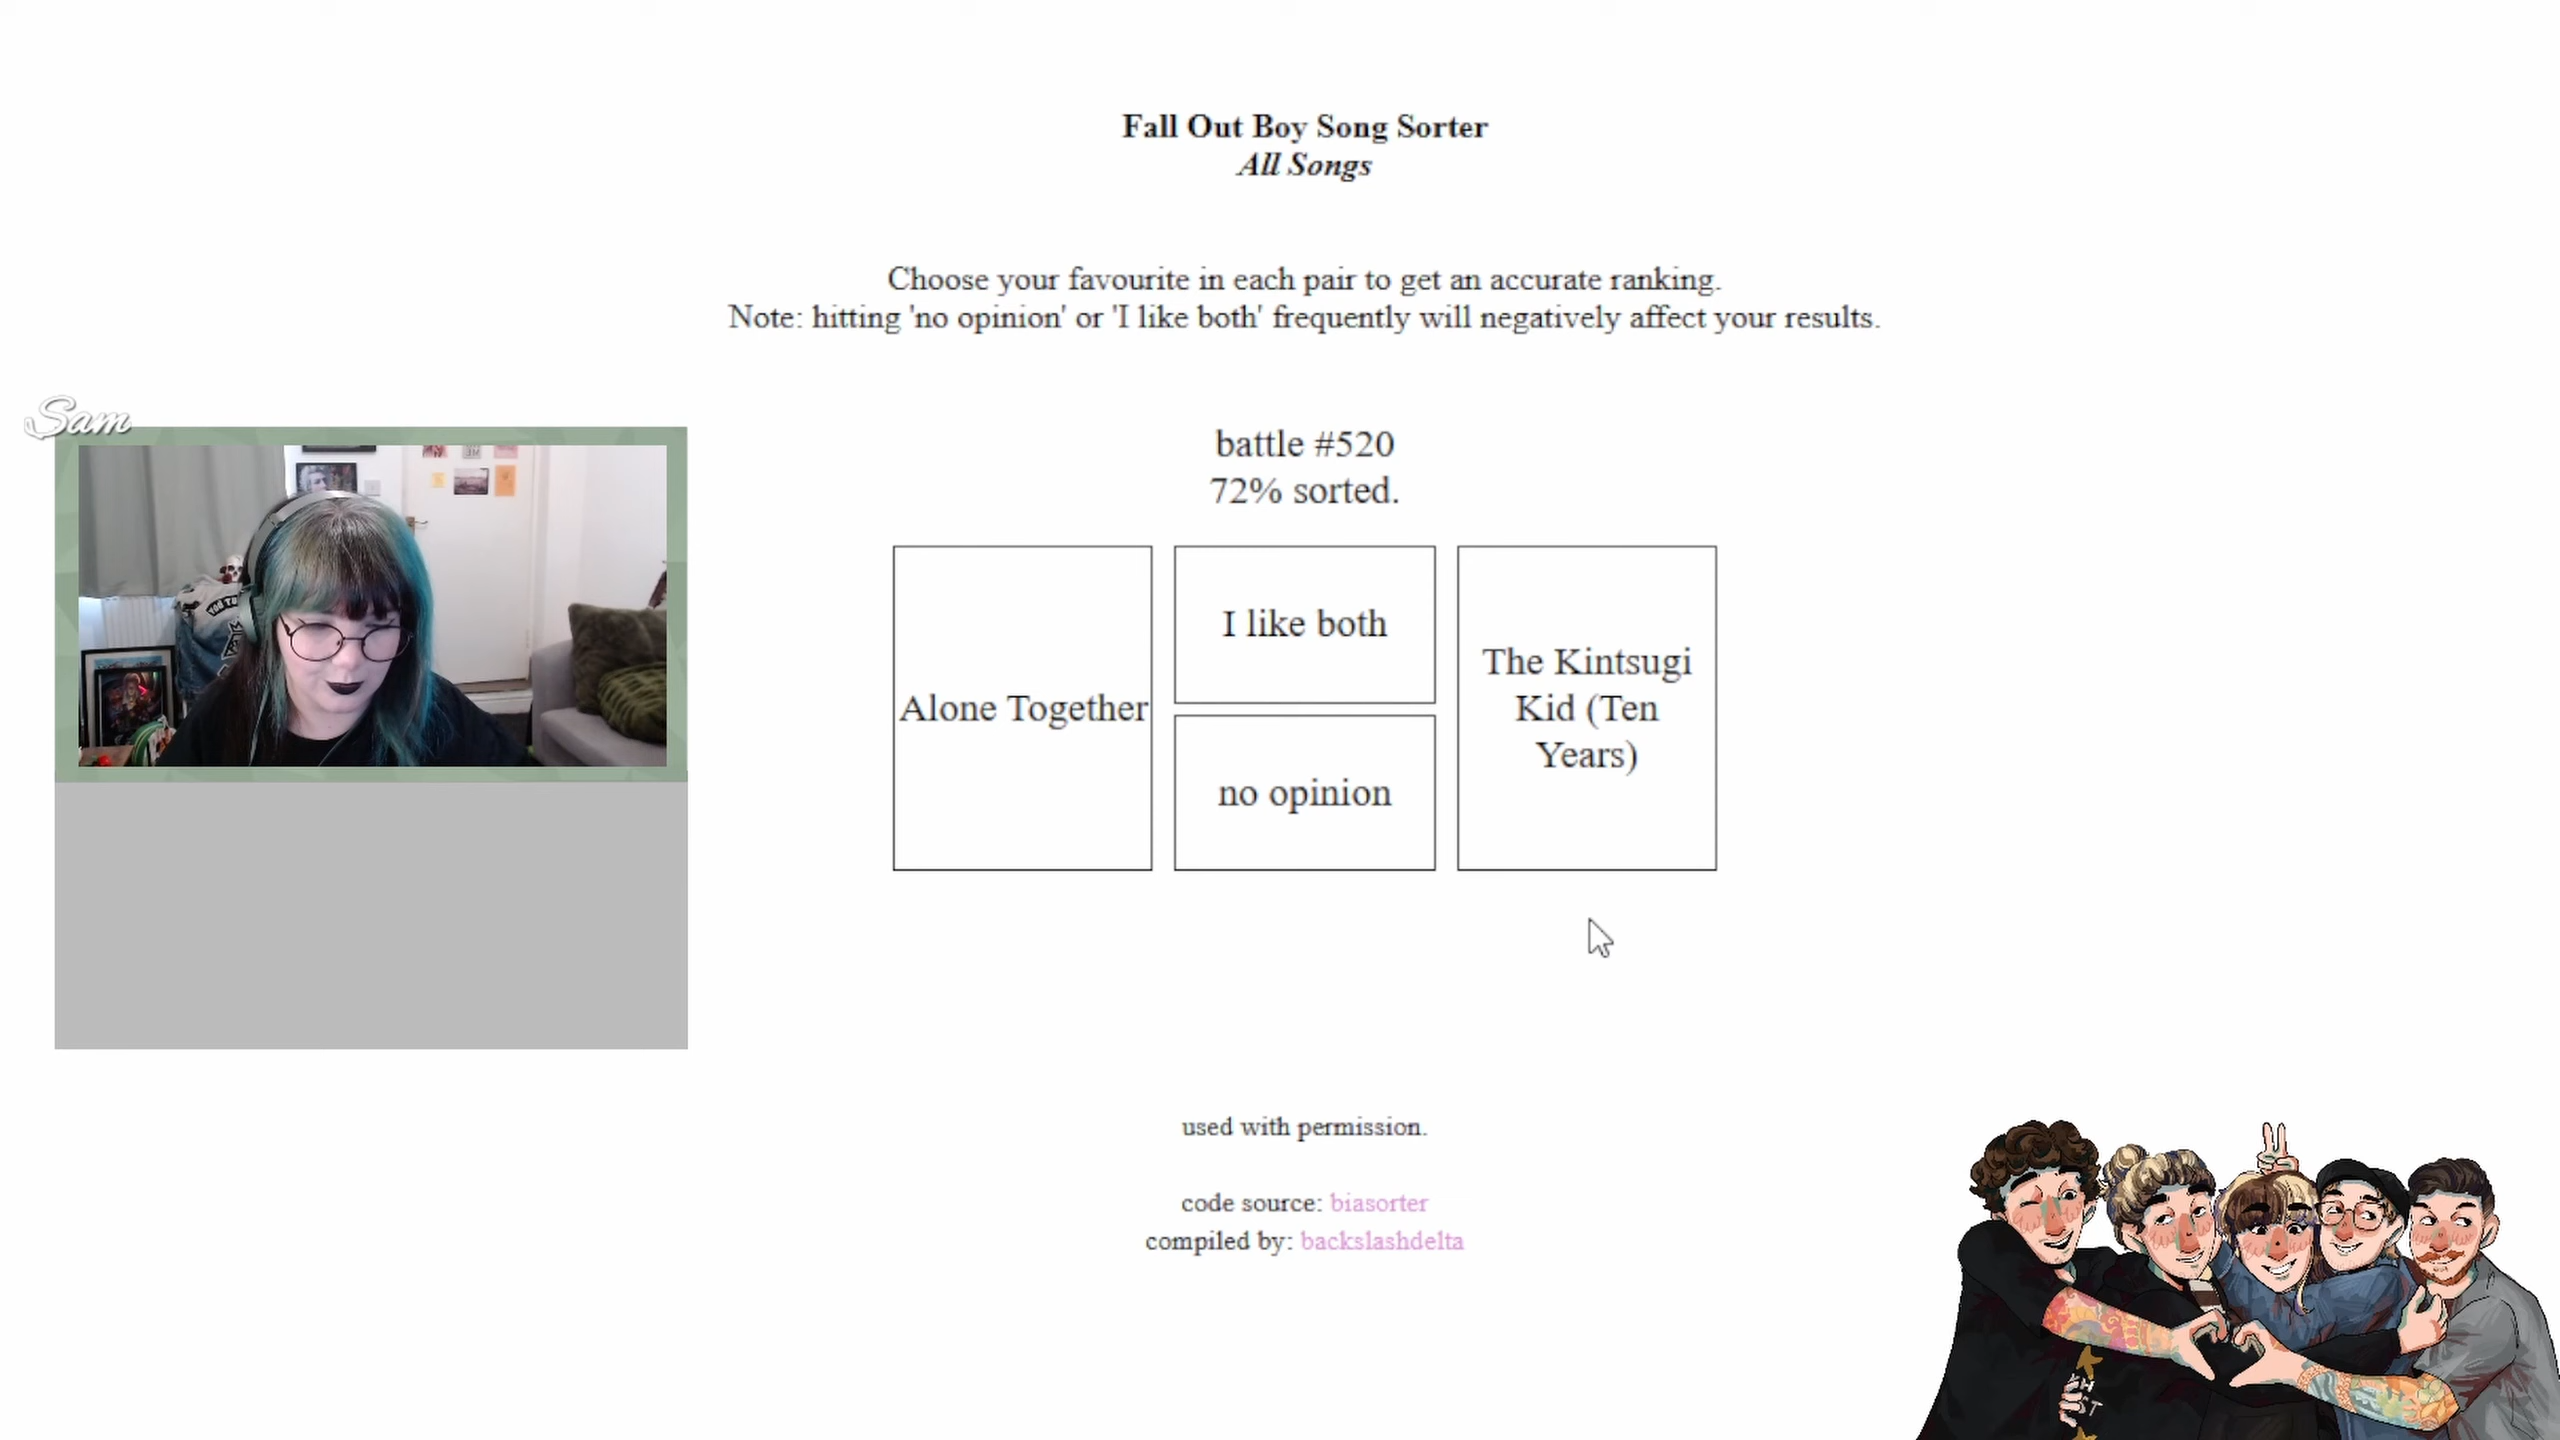 Fall Out Boy Song Sorter
All Songs
Choose your favourite in each pair to get an accurate ranking.
Note: hitting 'no opinion' or 'I like both' frequently will negatively affect your results.
Sam
battle #520
72% sorted.
Alone Together
I like both
no opinion
The Kintsugi
Kid (Ten
Years)
used with permission.
code source: biasorter
compiled by: backslashdelta